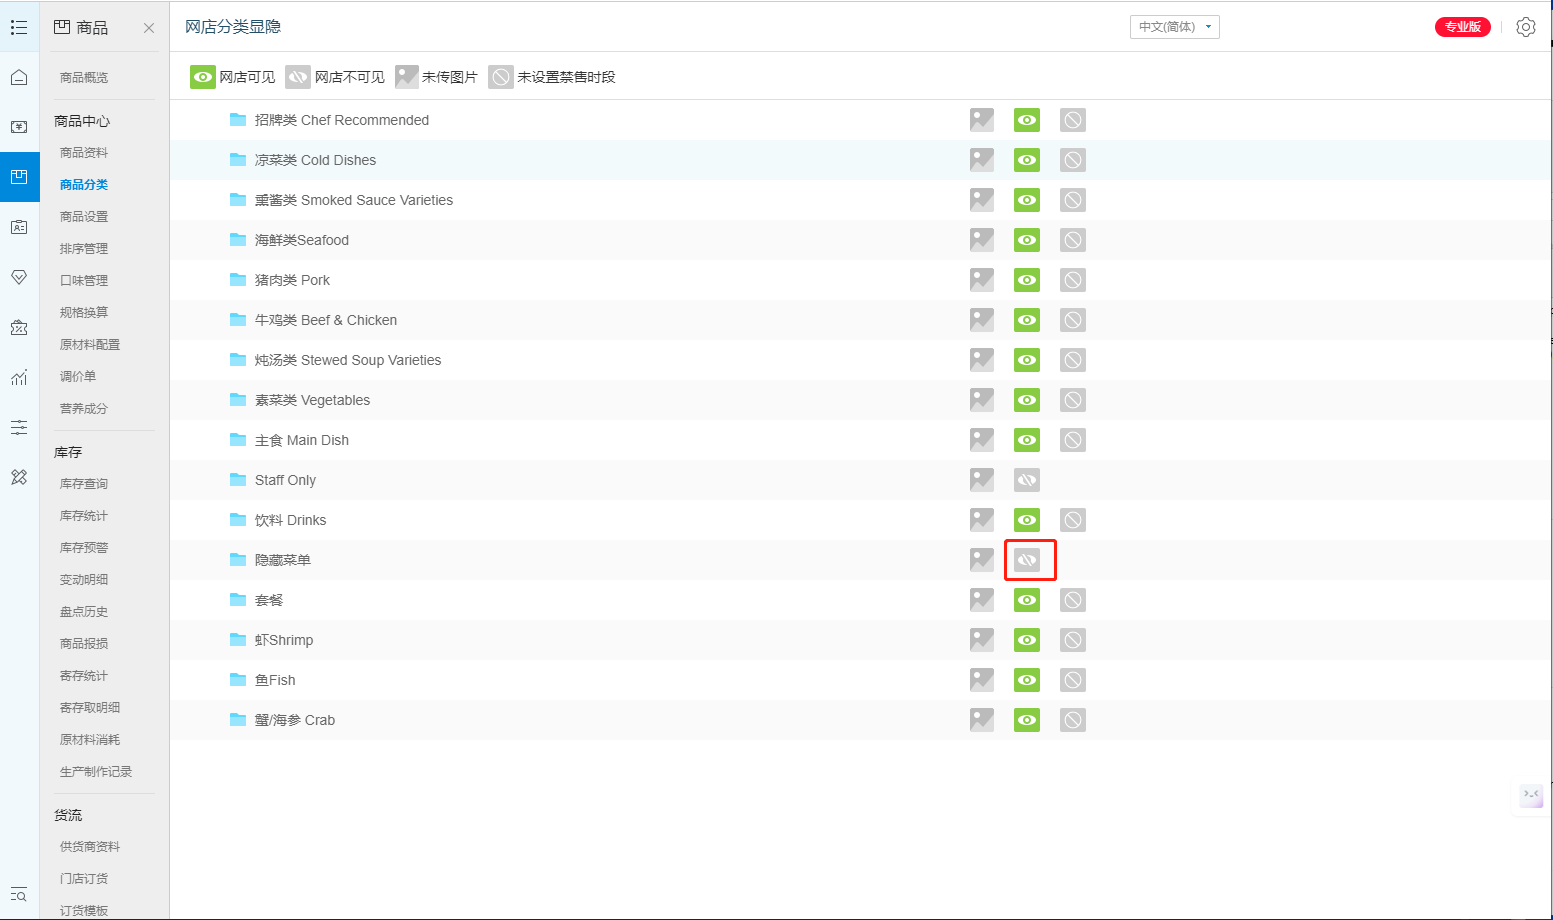 商品
网店分类显隐
中文(简体)
专业版
网店可见
网店不可见
未传图片
未设置禁售时段
商品概览
商品中心
商品资料
商品分类
商品设置
排序管理
口味管理
规格换算
原材料配置
调价单
营养成分
库存
库存查询
库存统计
库存预警
变动明细
盘点历史
商品报损
寄存统计
寄存取明细
原材料消耗
生产制作记录
货流
供货商资料
门店订货
订货模板
招牌类 Chef Recommended
凉菜类 Cold Dishes
熏酱类 Smoked Sauce Varieties
海鲜类Seafood
猪肉类 Pork
牛鸡类 Beef & Chicken
炖汤类 Stewed Soup Varieties
素菜类 Vegetables
主食 Main Dish
Staff Only
饮料 Drinks
隐藏菜单
套餐
虾Shrimp
鱼Fish
蟹/海参 Crab